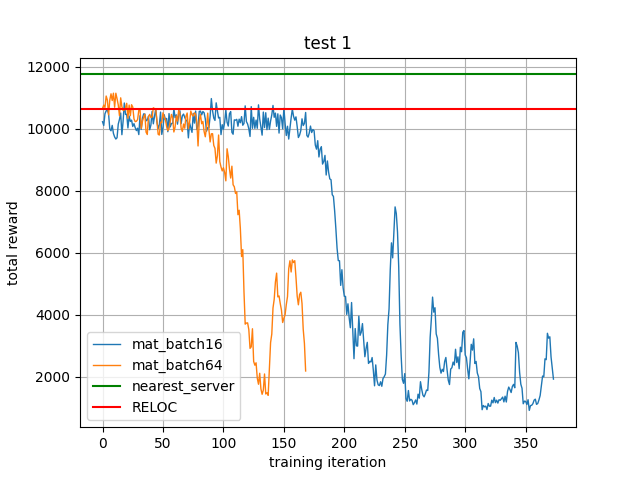 test 1
total reward
12000
10000
8000
6000
4000
2000
mat_batch16
mat_batch64
nearest_server
RELOC
0 50 100 150 200 250 300 350
training iteration